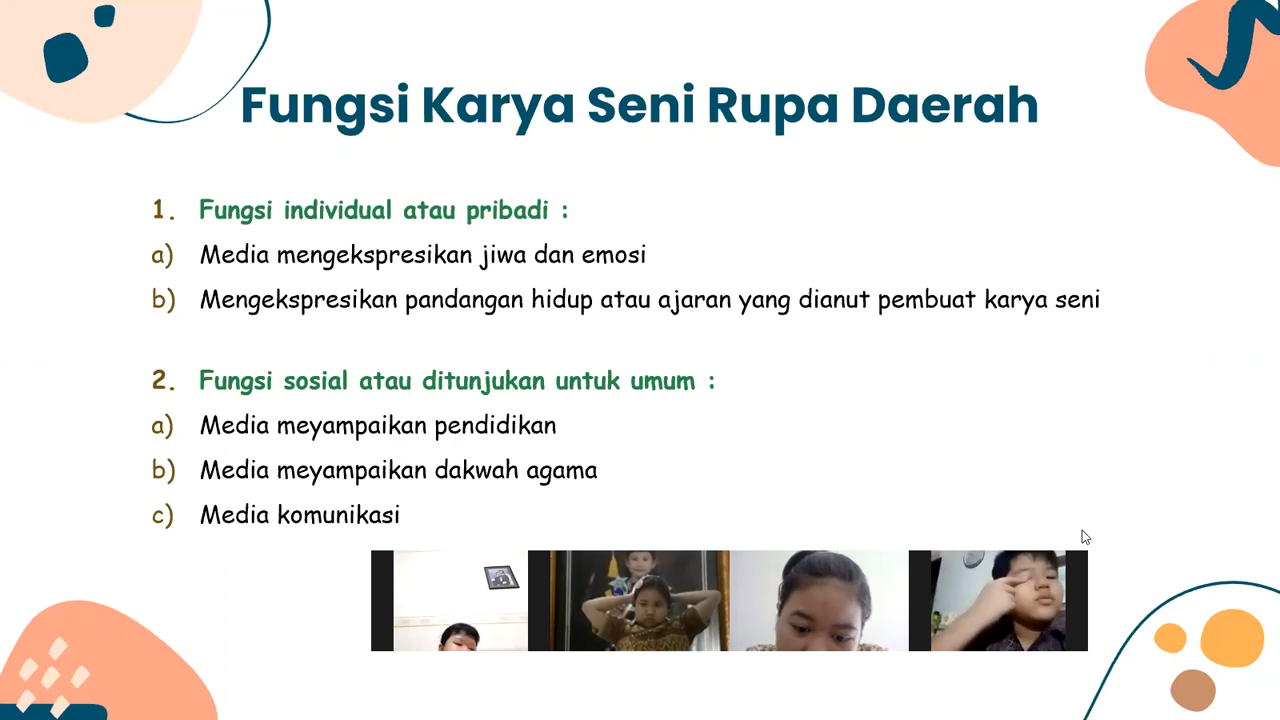 Fungsi Karya Seni Rupa Daerah
1. Fungsi individual atau pribadi :
a) Media mengekspresikan jiwa dan emosi
b) Mengekspresikan pandangan hidup atau ajaran yang dianut pembuat karya seni
2. Fungsi sosial atau ditunjukan untuk umum :
a) Media meyampaikan pendidikan
b) Media meyampaikan dakwah agama
c) Media komunikasi